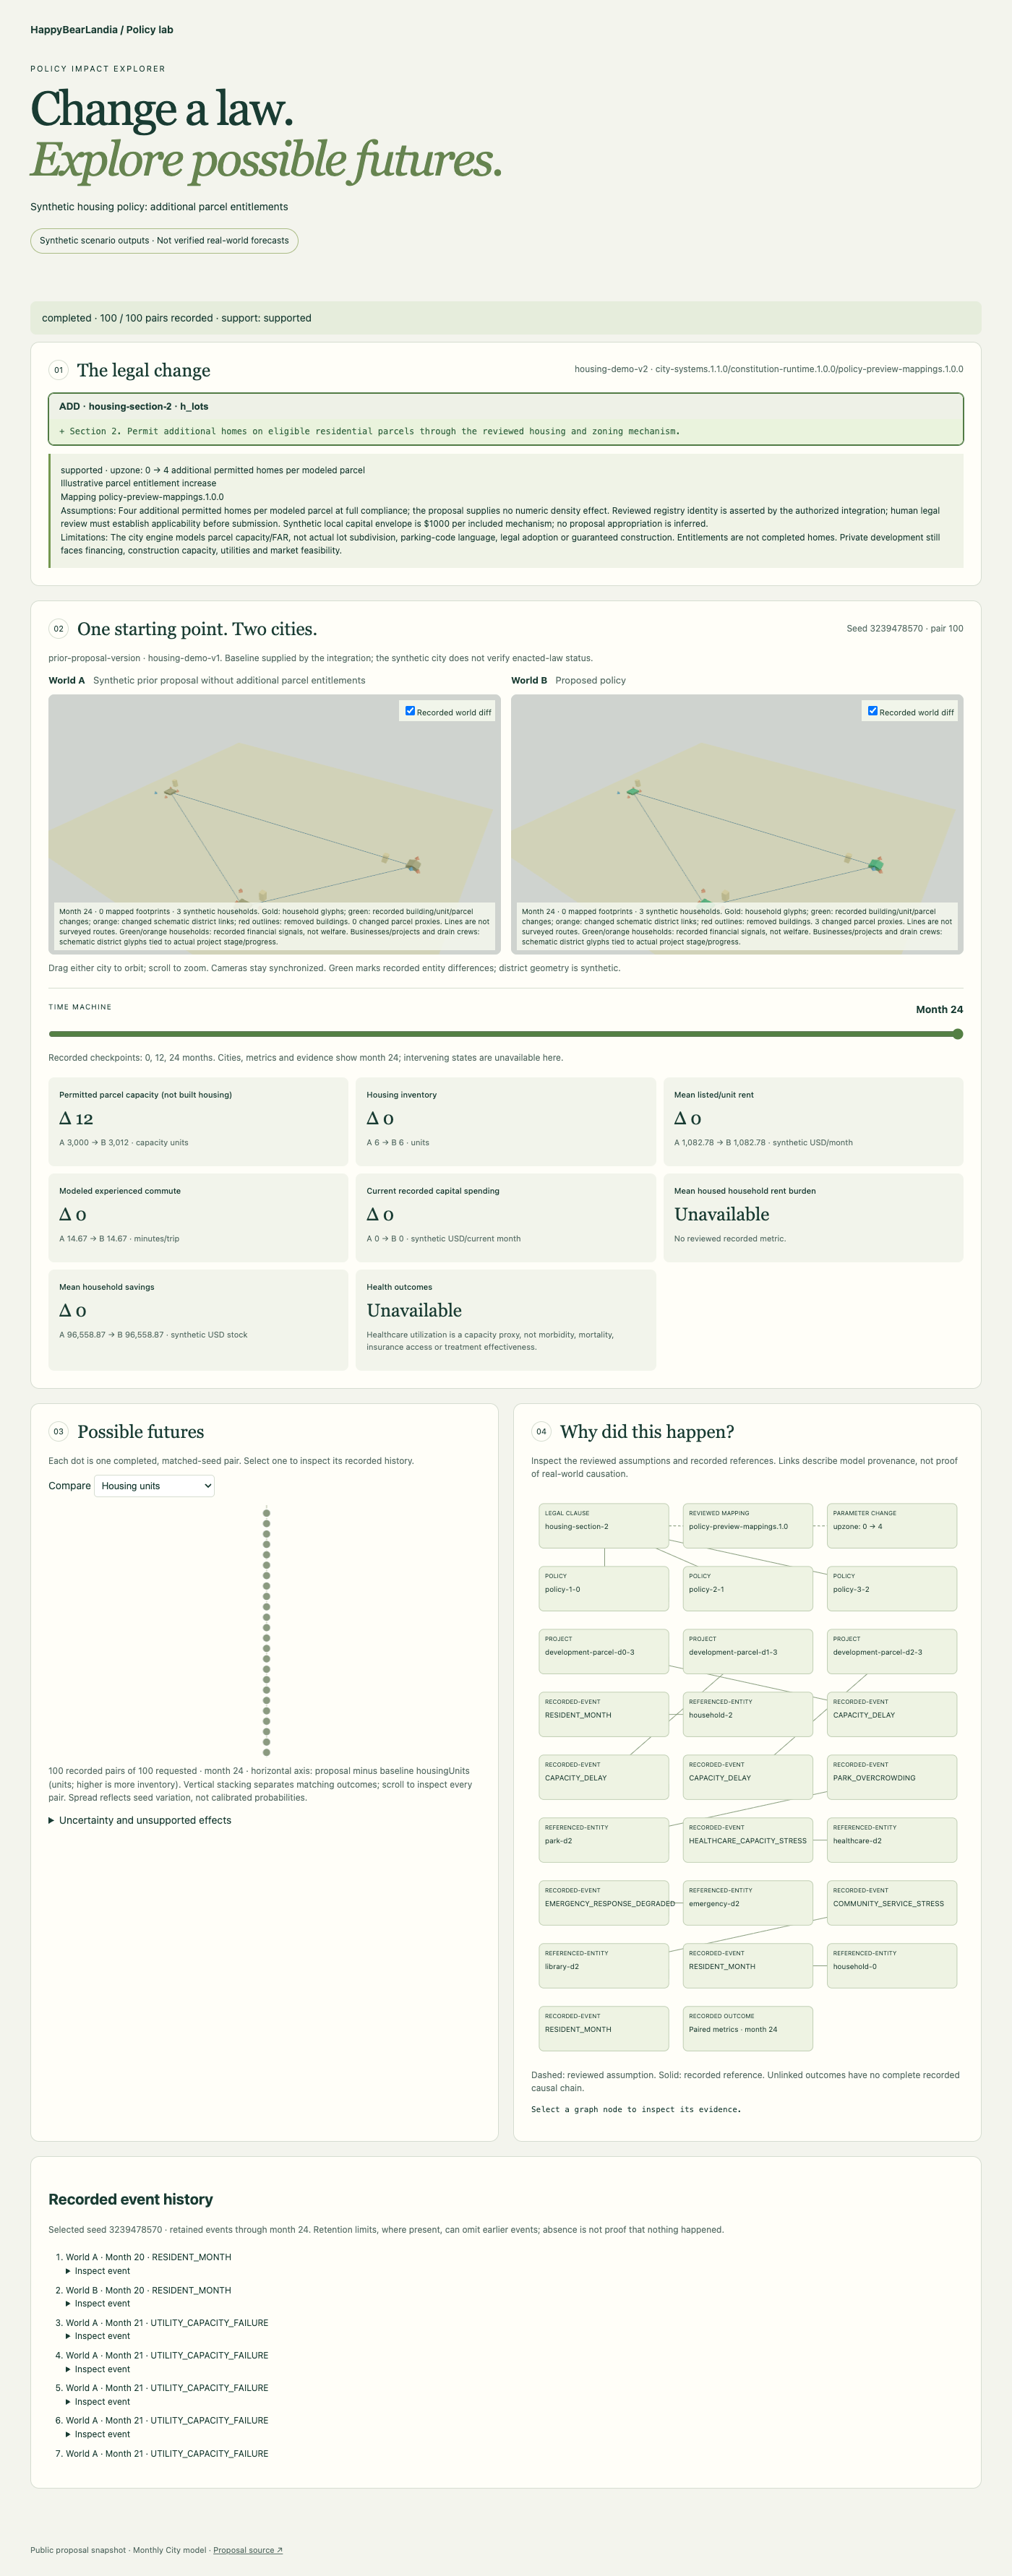 HappyBearLandia / Policy lab
POLICY IMPACT EXPLORER
Change a law.
Explore possible futures.
Synthetic housing policy: additional parcel entitlements
Synthetic scenario outputs · Not verified real-world forecasts
completed · 100 / 100 pairs recorded · support: supported
01 The legal change
housing-demo-v2 · city-systems.1.1.0/constitution-runtime.1.0.0/policy-preview-mappings.1.0.0
ADD · housing-section-2 · h_lots
+ Section 2. Permit additional homes on eligible residential parcels through the reviewed housing and zoning mechanism.
supported · upzone: 0 → 4 additional permitted homes per modeled parcel
Illustrative parcel entitlement increase
Mapping policy-preview-mappings.1.0.0
Assumptions: Four additional permitted homes per modeled parcel at full compliance; the proposal supplies no numeric density effect. Reviewed registry identity is asserted by the authorized integration; human legal
review must establish applicability before submission. Synthetic local capital envelope is $1000 per included mechanism; no proposal appropriation is inferred.
Limitations: The city engine models parcel capacity/FAR, not actual lot subdivision, parking-code language, legal adoption or guaranteed construction. Entitlements are not completed homes. Private development still
faces financing, construction capacity, utilities and market feasibility.
02 One starting point. Two cities.
Seed 3239478570 · pair 100
prior-proposal-version · housing-demo-v1. Baseline supplied by the integration; the synthetic city does not verify enacted-law status.
World A Synthetic prior proposal without additional parcel entitlements
World B Proposed policy
Recorded world diff
Recorded world diff
Month 24 · 0 mapped footprints · 3 synthetic households. Gold: household glyphs; green: recorded building/unit/parcel
changes; orange: changed schematic district links; red outlines: removed buildings. 0 changed parcel proxies. Lines are not
surveyed routes. Green/orange households: recorded financial signals, not welfare. Businesses/projects and drain crews:
schematic district glyphs tied to actual project stage/progress.
Month 24 · 0 mapped footprints · 3 synthetic households. Gold: household glyphs; green: recorded building/unit/parcel
changes; orange: changed schematic district links; red outlines: removed buildings. 3 changed parcel proxies. Lines are not
surveyed routes. Green/orange households: recorded financial signals, not welfare. Businesses/projects and drain crews:
schematic district glyphs tied to actual project stage/progress.
Drag either city to orbit; scroll to zoom. Cameras stay synchronized. Green marks recorded entity differences; district geometry is synthetic.
TIME MACHINE
Month 24
Recorded checkpoints: 0, 12, 24 months. Cities, metrics and evidence show month 24; intervening states are unavailable here.
Permitted parcel capacity (not built housing)
Δ 12
A 3,000 → B 3,012 · capacity units
Housing inventory
Δ 0
A 6 → B 6 · units
Mean listed/unit rent
Δ 0
A 1,082.78 → B 1,082.78 · synthetic USD/month
Modeled experienced commute
Δ 0
A 14.67 → B 14.67 · minutes/trip
Current recorded capital spending
Δ 0
A 0 → B 0 · synthetic USD/current month
Mean housed household rent burden
Unavailable
No reviewed recorded metric.
Mean household savings
Δ 0
A 96,558.87 → B 96,558.87 · synthetic USD stock
Health outcomes
Unavailable
Healthcare utilization is a capacity proxy, not morbidity, mortality,
insurance access or treatment effectiveness.
03 Possible futures
Each dot is one completed, matched-seed pair. Select one to inspect its recorded history.
Compare Housing units
100 recorded pairs of 100 requested · month 24 · horizontal axis: proposal minus baseline housingUnits
(units; higher is more inventory). Vertical stacking separates matching outcomes; scroll to inspect every
pair. Spread reflects seed variation, not calibrated probabilities.
▶ Uncertainty and unsupported effects
04 Why did this happen?
Inspect the reviewed assumptions and recorded references. Links describe model provenance, not proof
of real-world causation.
LEGAL CLAUSE
housing-section-2
REVIEWED MAPPING
policy-preview-mappings.1.0
PARAMETER CHANGE
upzone: 0 → 4
POLICY
policy-1-0
POLICY
policy-2-1
POLICY
policy-3-2
PROJECT
development-parcel-d0-3
PROJECT
development-parcel-d1-3
PROJECT
development-parcel-d2-3
RECORDED-EVENT
RESIDENT_MONTH
REFERENCED-ENTITY
household-2
RECORDED-EVENT
CAPACITY_DELAY
RECORDED-EVENT
CAPACITY_DELAY
RECORDED-EVENT
CAPACITY_DELAY
RECORDED-EVENT
PARK_OVERCROWDING
REFERENCED-ENTITY
park-d2
RECORDED-EVENT
HEALTHCARE_CAPACITY_STRESS
REFERENCED-ENTITY
healthcare-d2
RECORDED-EVENT
EMERGENCY_RESPONSE_DEGRADED
REFERENCED-ENTITY
emergency-d2
RECORDED-EVENT
COMMUNITY_SERVICE_STRESS
REFERENCED-ENTITY
library-d2
RECORDED-EVENT
RESIDENT_MONTH
REFERENCED-ENTITY
household-0
RECORDED-EVENT
RESIDENT_MONTH
RECORDED OUTCOME
Paired metrics · month 24
Dashed: reviewed assumption. Solid: recorded reference. Unlinked outcomes have no complete recorded
causal chain.
Select a graph node to inspect its evidence.
Recorded event history
Selected seed 3239478570 · retained events through month 24. Retention limits, where present, can omit earlier events; absence is not proof that nothing happened.
1. World A · Month 20 · RESIDENT_MONTH
▶ Inspect event
2. World B · Month 20 · RESIDENT_MONTH
▶ Inspect event
3. World A · Month 21 · UTILITY_CAPACITY_FAILURE
▶ Inspect event
4. World A · Month 21 · UTILITY_CAPACITY_FAILURE
▶ Inspect event
5. World A · Month 21 · UTILITY_CAPACITY_FAILURE
▶ Inspect event
6. World A · Month 21 · UTILITY_CAPACITY_FAILURE
▶ Inspect event
7. World A · Month 21 · UTILITY_CAPACITY_FAILURE
Public proposal snapshot · Monthly City model · Proposal source ↗